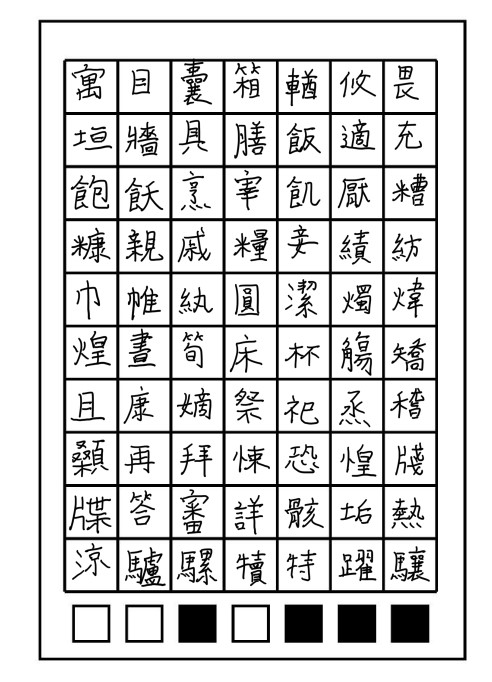 寓目囊箱輶攸畏
垣牆具膳飯適充
飽飫烹宰飢厭糟
糠親戚糧妾績紡
巾帷紈圓潔燭煒
煌晝筍床杯觴矯
且康嫡祭祀烝稽
顙再拜悚恐惶牋
牒答審詳骸垢熱
涼驢騾犢特躍驤